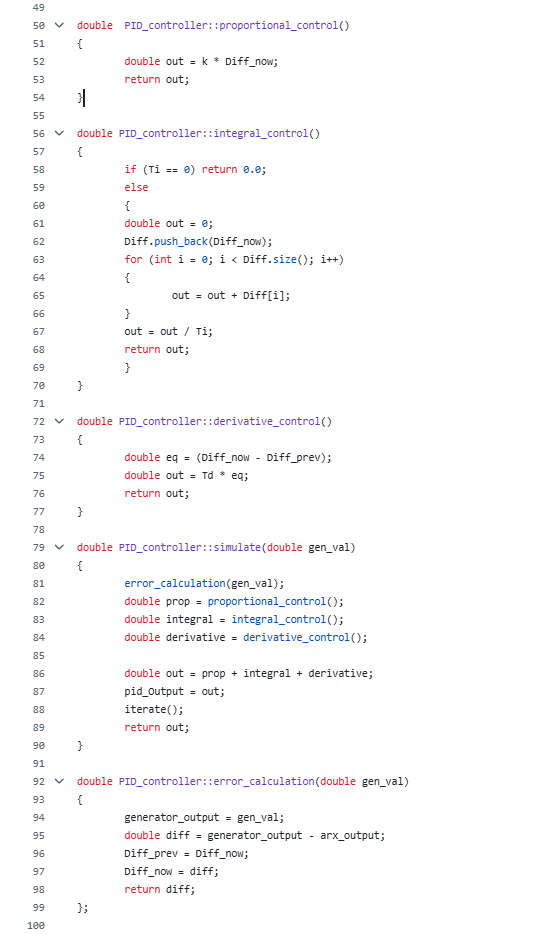 49
50 double  PID_controller::proportional_control()
51 {
52 double out = k * Diff_now;
53 return out;
54 }
55
56 double PID_controller::integral_control()
57 {
58 if (Ti == 0) return 0.0;
59 else
60 {
61 double out = 0;
62 Diff.push_back(Diff_now);
63 for (int i = 0; i < Diff.size(); i++)
64 {
65 out = out + Diff[i];
66 }
67 out = out / Ti;
68 return out;
69 }
70 }
71
72 double PID_controller::derivative_control()
73 {
74 double eq = (Diff_now - Diff_prev);
75 double out = Td * eq;
76 return out;
77 }
78
79 double PID_controller::simulate(double gen_val)
80 {
81 error_calculation(gen_val);
82 double prop = proportional_control();
83 double integral = integral_control();
84 double derivative = derivative_control();
85
86 double out = prop + integral + derivative;
87 pid_Output = out;
88 iterate();
89 return out;
90 }
91
92 double PID_controller::error_calculation(double gen_val)
93 {
94 generator_output = gen_val;
95 double diff = generator_output - arx_output;
96 Diff_prev = Diff_now;
97 Diff_now = diff;
98 return diff;
99 };
100